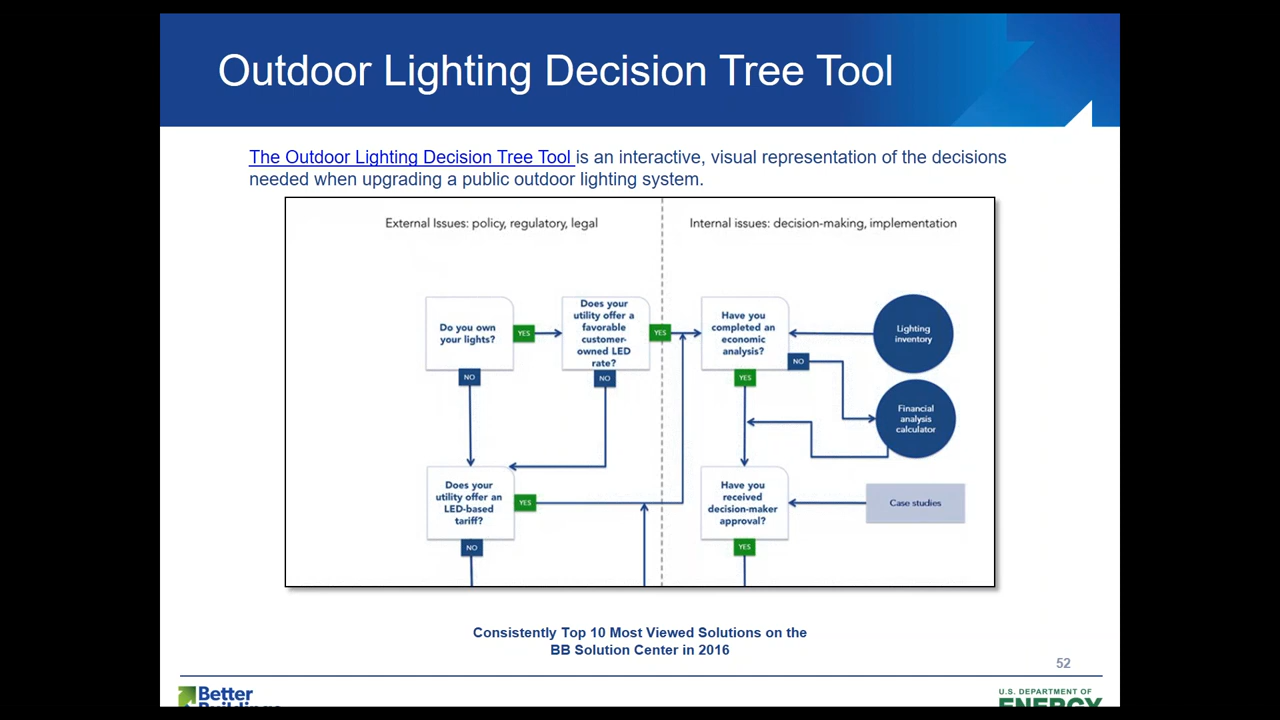 Outdoor Lighting Decision Tree Tool
The Outdoor Lighting Decision Tree Tool is an interactive, visual representation of the decisions
needed when upgrading a public outdoor lighting system.
External Issues: policy, regulatory, legal
Internal issues: decision-making, implementation
Do you own
your lights?
YES
NO
Does your
utility offer a
favorable
customer-
owned LED
rate?
YES
NO
Have you
completed an
economic
analysis?
NO
YES
Lighting
inventory
Financial
analysis
calculator
Does your
utility offer an
LED-based
tariff?
YES
NO
Have you
received
decision-maker
approval?
YES
Case studies
Consistently Top 10 Most Viewed Solutions on the
BB Solution Center in 2016
52
Better
Buildings
U.S. DEPARTMENT OF
ENERGY